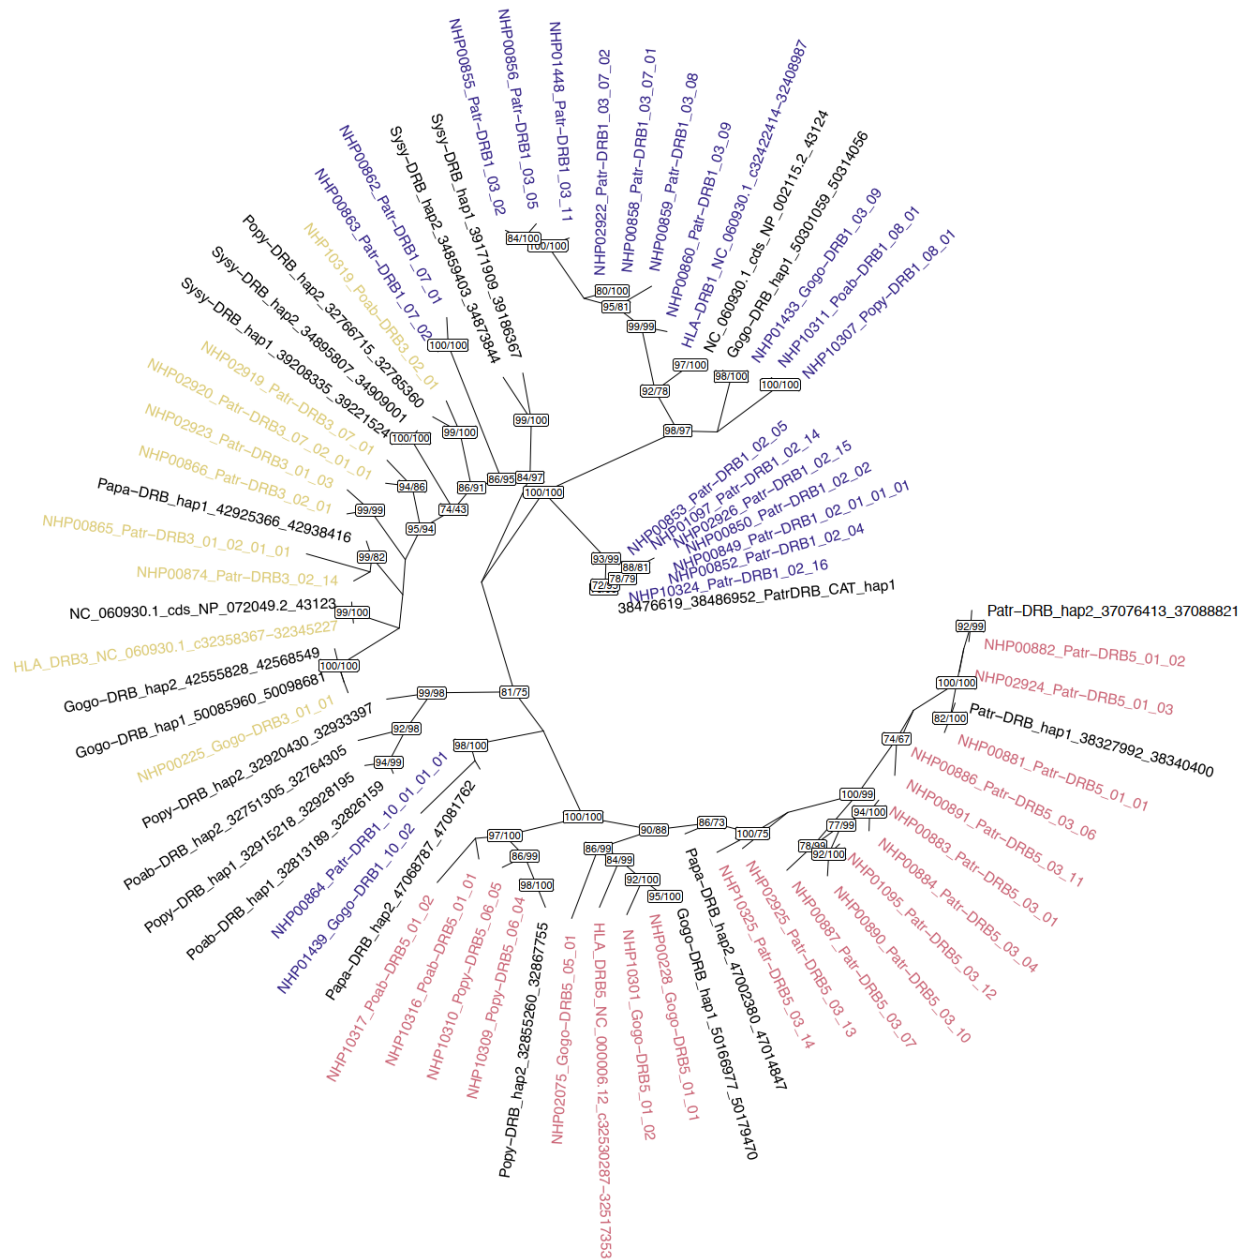 NHP00855_Patr-DRB1_03_02
NHP00856_Patr-DRB1_03_05
NHP01448_Patr-DRB1_03_11
NHP02922_Patr-DRB1_03_07_02
NHP00858_Patr-DRB1_03_07_01
NHP00859_Patr-DRB1_03_08
NHP00860_Patr-DRB1_03_09
HLA-DRB1_NC_060930.1_c32422414-32408987
NC_060930.1_cds_NP_002115.2_43124
Gogo-DRB_hap1_50301059_50314056
NHP01433_Gogo-DRB1_03_09
NHP10311_Poab-DRB1_08_01
NHP10307_Popy-DRB1_08_01
NHP00853_Patr-DRB1_02_05
NHP01097_Patr-DRB1_02_14
NHP02926_Patr-DRB1_02_15
NHP00850_Patr-DRB1_02_02
NHP00849_Patr-DRB1_02_01_01_01
NHP00852_Patr-DRB1_02_04
NHP10324_Patr-DRB1_02_16
38476619_38486952_PatrDRB_CAT_hap1
Patr-DRB_hap2_37076413_37088821
NHP00882_Patr-DRB5_01_02
NHP02924_Patr-DRB5_01_03
Patr-DRB_hap1_38327992_38340400
NHP00881_Patr-DRB5_01_01
NHP00886_Patr-DRB5_03_06
NHP00891_Patr-DRB5_03_11
NHP00883_Patr-DRB5_03_01
NHP00884_Patr-DRB5_03_04
NHP01095_Patr-DRB5_03_12
NHP00890_Patr-DRB5_03_10
NHP00887_Patr-DRB5_03_07
NHP02925_Patr-DRB5_03_13
NHP10325_Patr-DRB5_03_14
Papa-DRB_hap2_47002380_47014847
Gogo-DRB_hap1_50166977_50179470
NHP00228_Gogo-DRB5_01_01
NHP10301_Gogo-DRB5_01_02
HLA_DRB5_NC_000006.12_c32530287-32517353
NHP02075_Gogo-DRB5_05_01
Popy-DRB_hap2_32855260_32867755
NHP10309_Popy-DRB5_06_04
NHP10310_Popy-DRB5_06_05
NHP10316_Poab-DRB5_01_01
NHP10317_Poab-DRB5_01_02
Papa-DRB_hap2_47068787_47081762
NHP01439_Gogo-DRB1_10_02
NHP00864_Patr-DRB1_10_01_01_01
Poab-DRB_hap1_32813189_32826159
Popy-DRB_hap1_32915218_32928195
Poab-DRB_hap2_32751305_32764305
Popy-DRB_hap2_32920430_32933397
NHP00225_Gogo-DRB3_01_01
Gogo-DRB_hap1_50085960_50098681
Gogo-DRB_hap2_42555828_42568549
HLA_DRB3_NC_060930.1_c32358367-32345227
NC_060930.1_cds_NP_072049.2_43123
NHP00874_Patr-DRB3_02_14
NHP00865_Patr-DRB3_01_02_01_01
Papa-DRB_hap1_42925366_42938416
NHP00866_Patr-DRB3_02_01
NHP02923_Patr-DRB3_01_03
NHP02920_Patr-DRB3_07_02_01_01
NHP02919_Patr-DRB3_07_01
Sysy-DRB_hap1_39208335_39221524
Sysy-DRB_hap2_34895807_34909001
Popy-DRB_hap2_32766715_32785360
NHP10319_Poab-DRB3_02_01
NHP00863_Patr-DRB1_07_02
NHP00862_Patr-DRB1_07_01
Sysy-DRB_hap2_34859403_34873844
Sysy-DRB_hap1_39171909_39186367
84/100
100/100
80/100
95/81
99/99
97/100
98/100
100/100
92/78
98/97
100/100
99/100
100/100
99/100
100/100
86/95
84/97
100/100
86/91
94/86
74/43
99/99
95/94
99/82
93/99
88/81
78/79
99/100
100/100
92/99
100/100
82/100
74/67
81/75
99/98
92/98
94/99
98/100
100/99
94/100
77/99
78/99
92/100
100/100
97/100
86/99
98/100
90/88
86/73
100/75
86/99
84/99
92/100
95/100